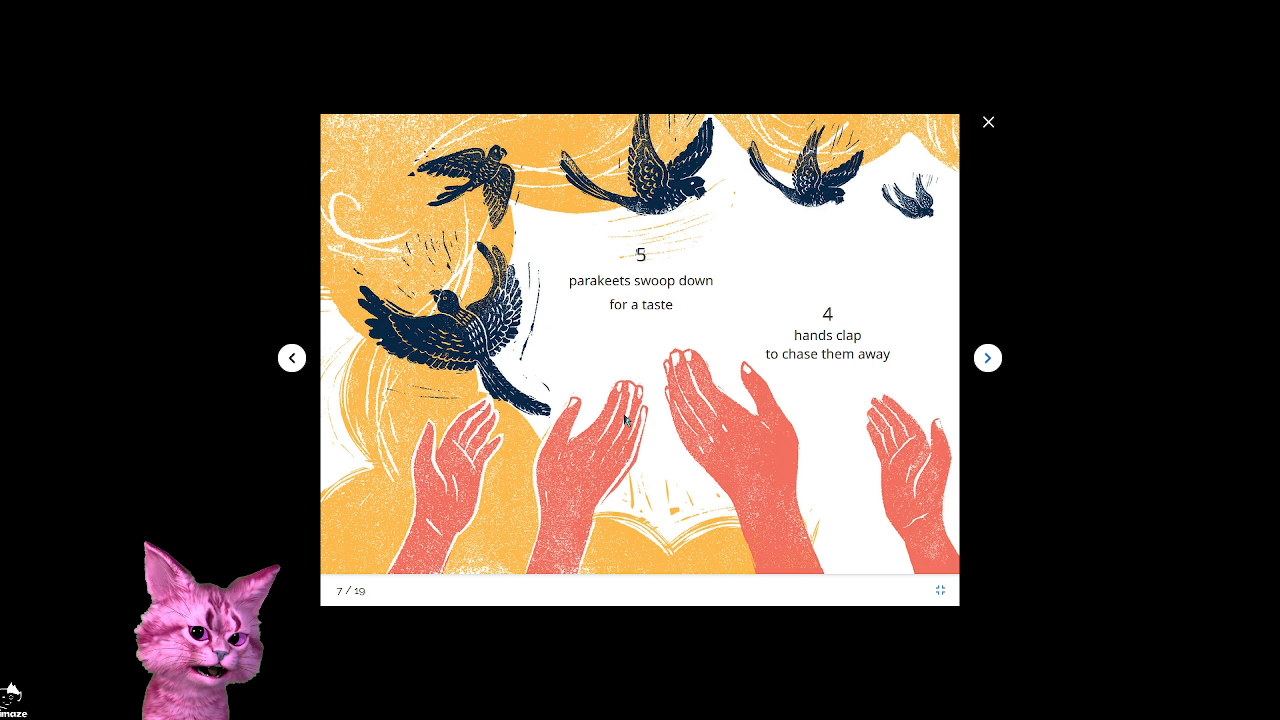 5
parakeets swoop down
for a taste
4
hands clap
to chase them away
7 / 19